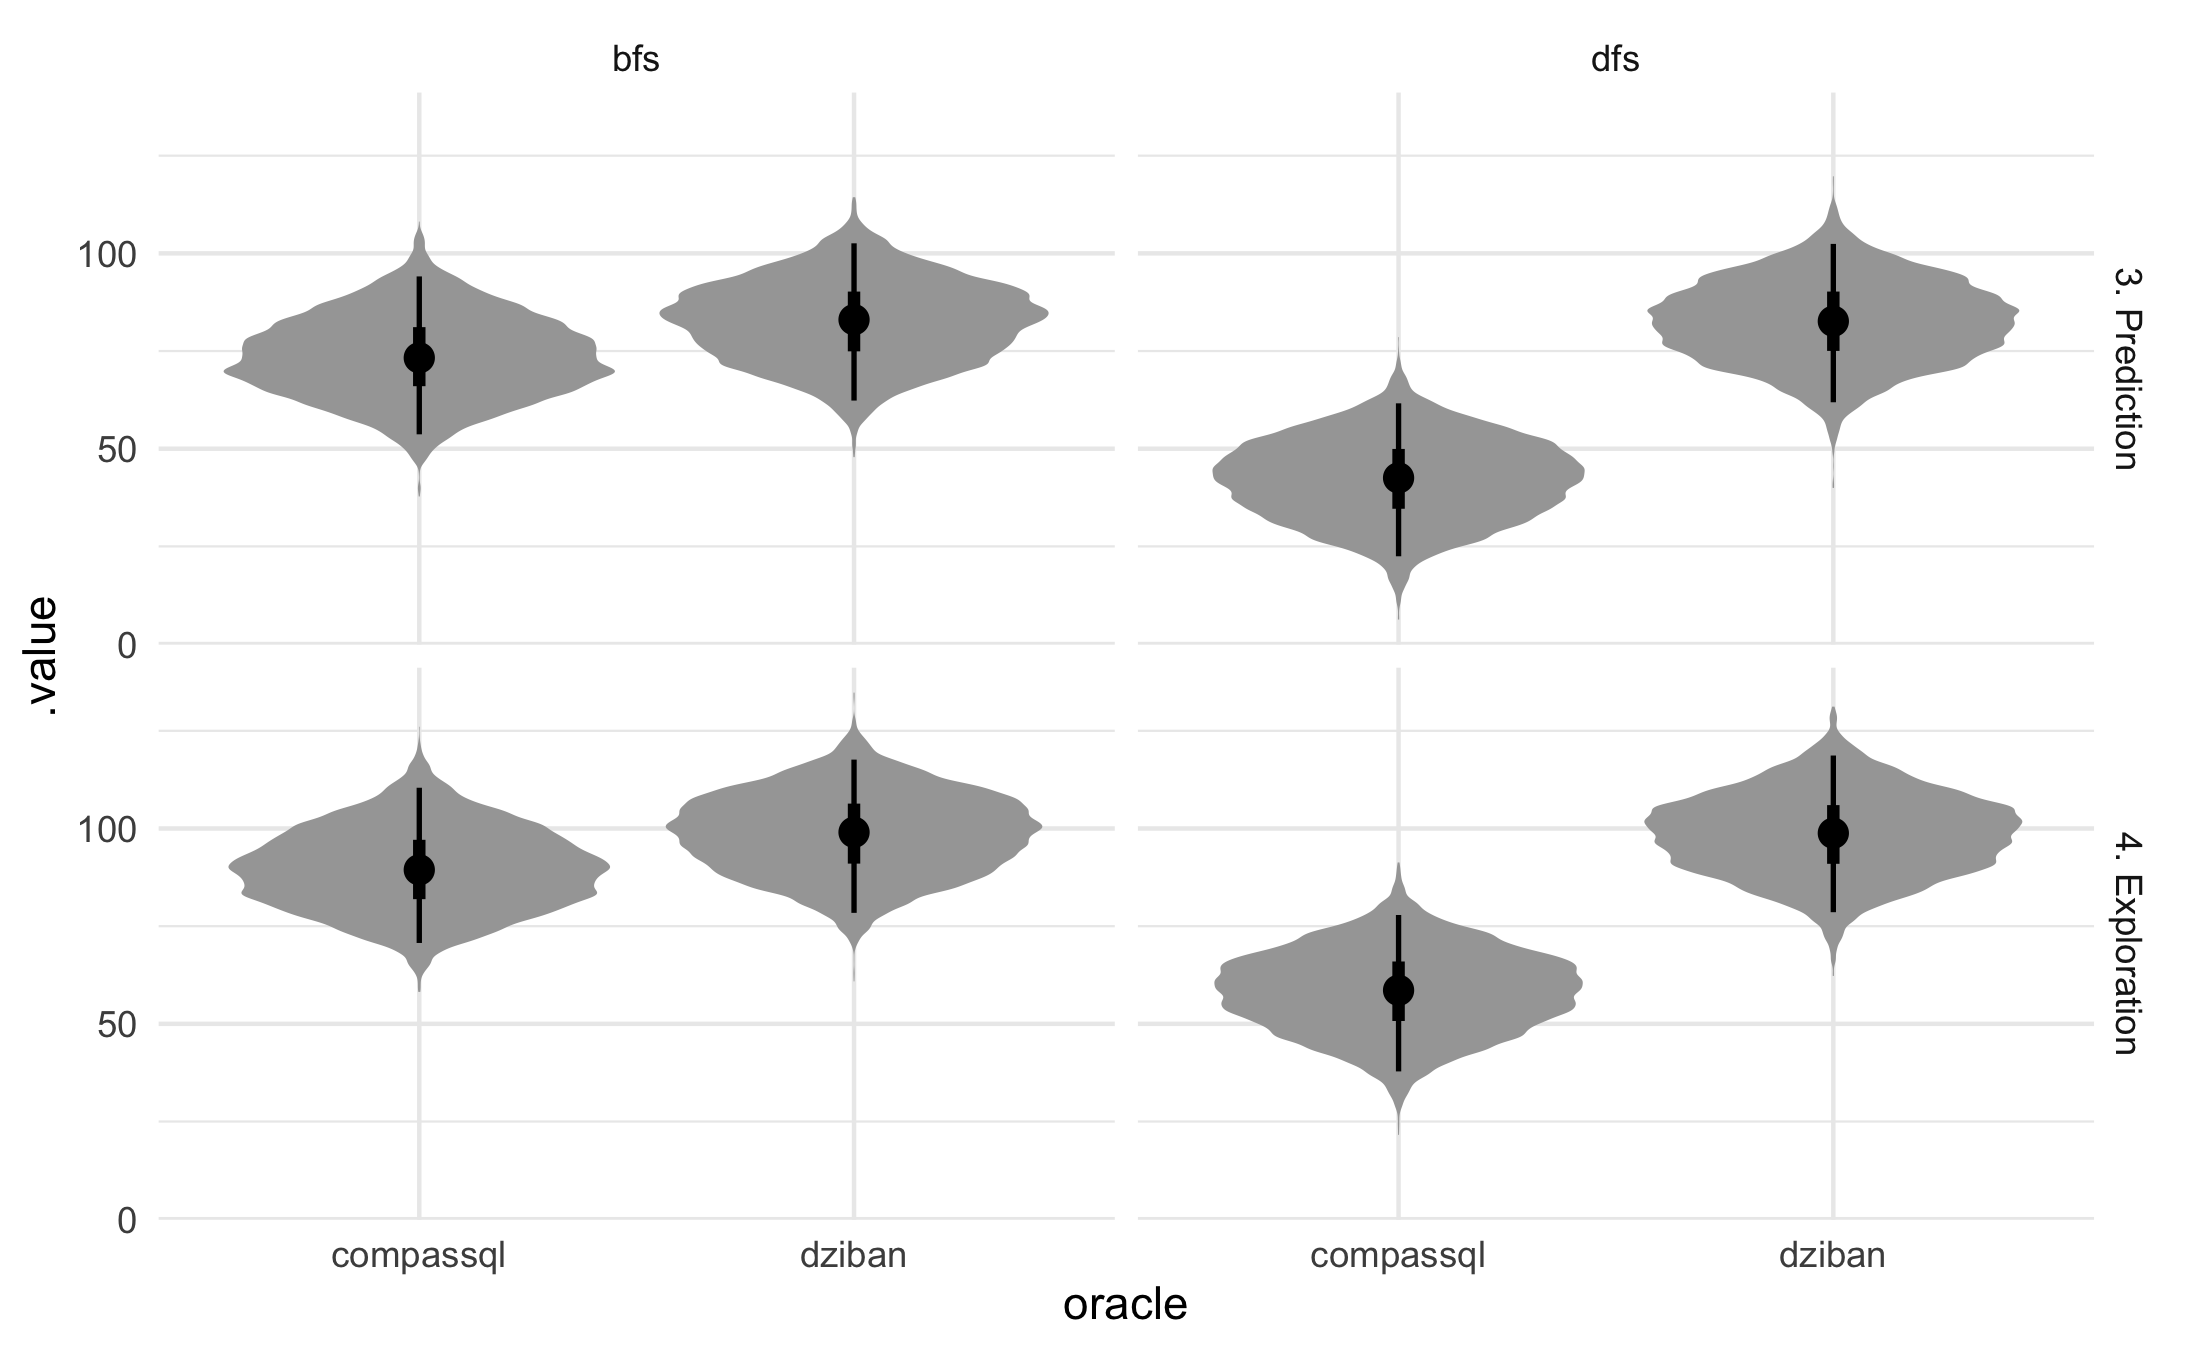 bfs
dfs
100
50
0
3. Prediction
.value
100
50
0
4. Exploration
compassql
dziban
compassql
dziban
oracle